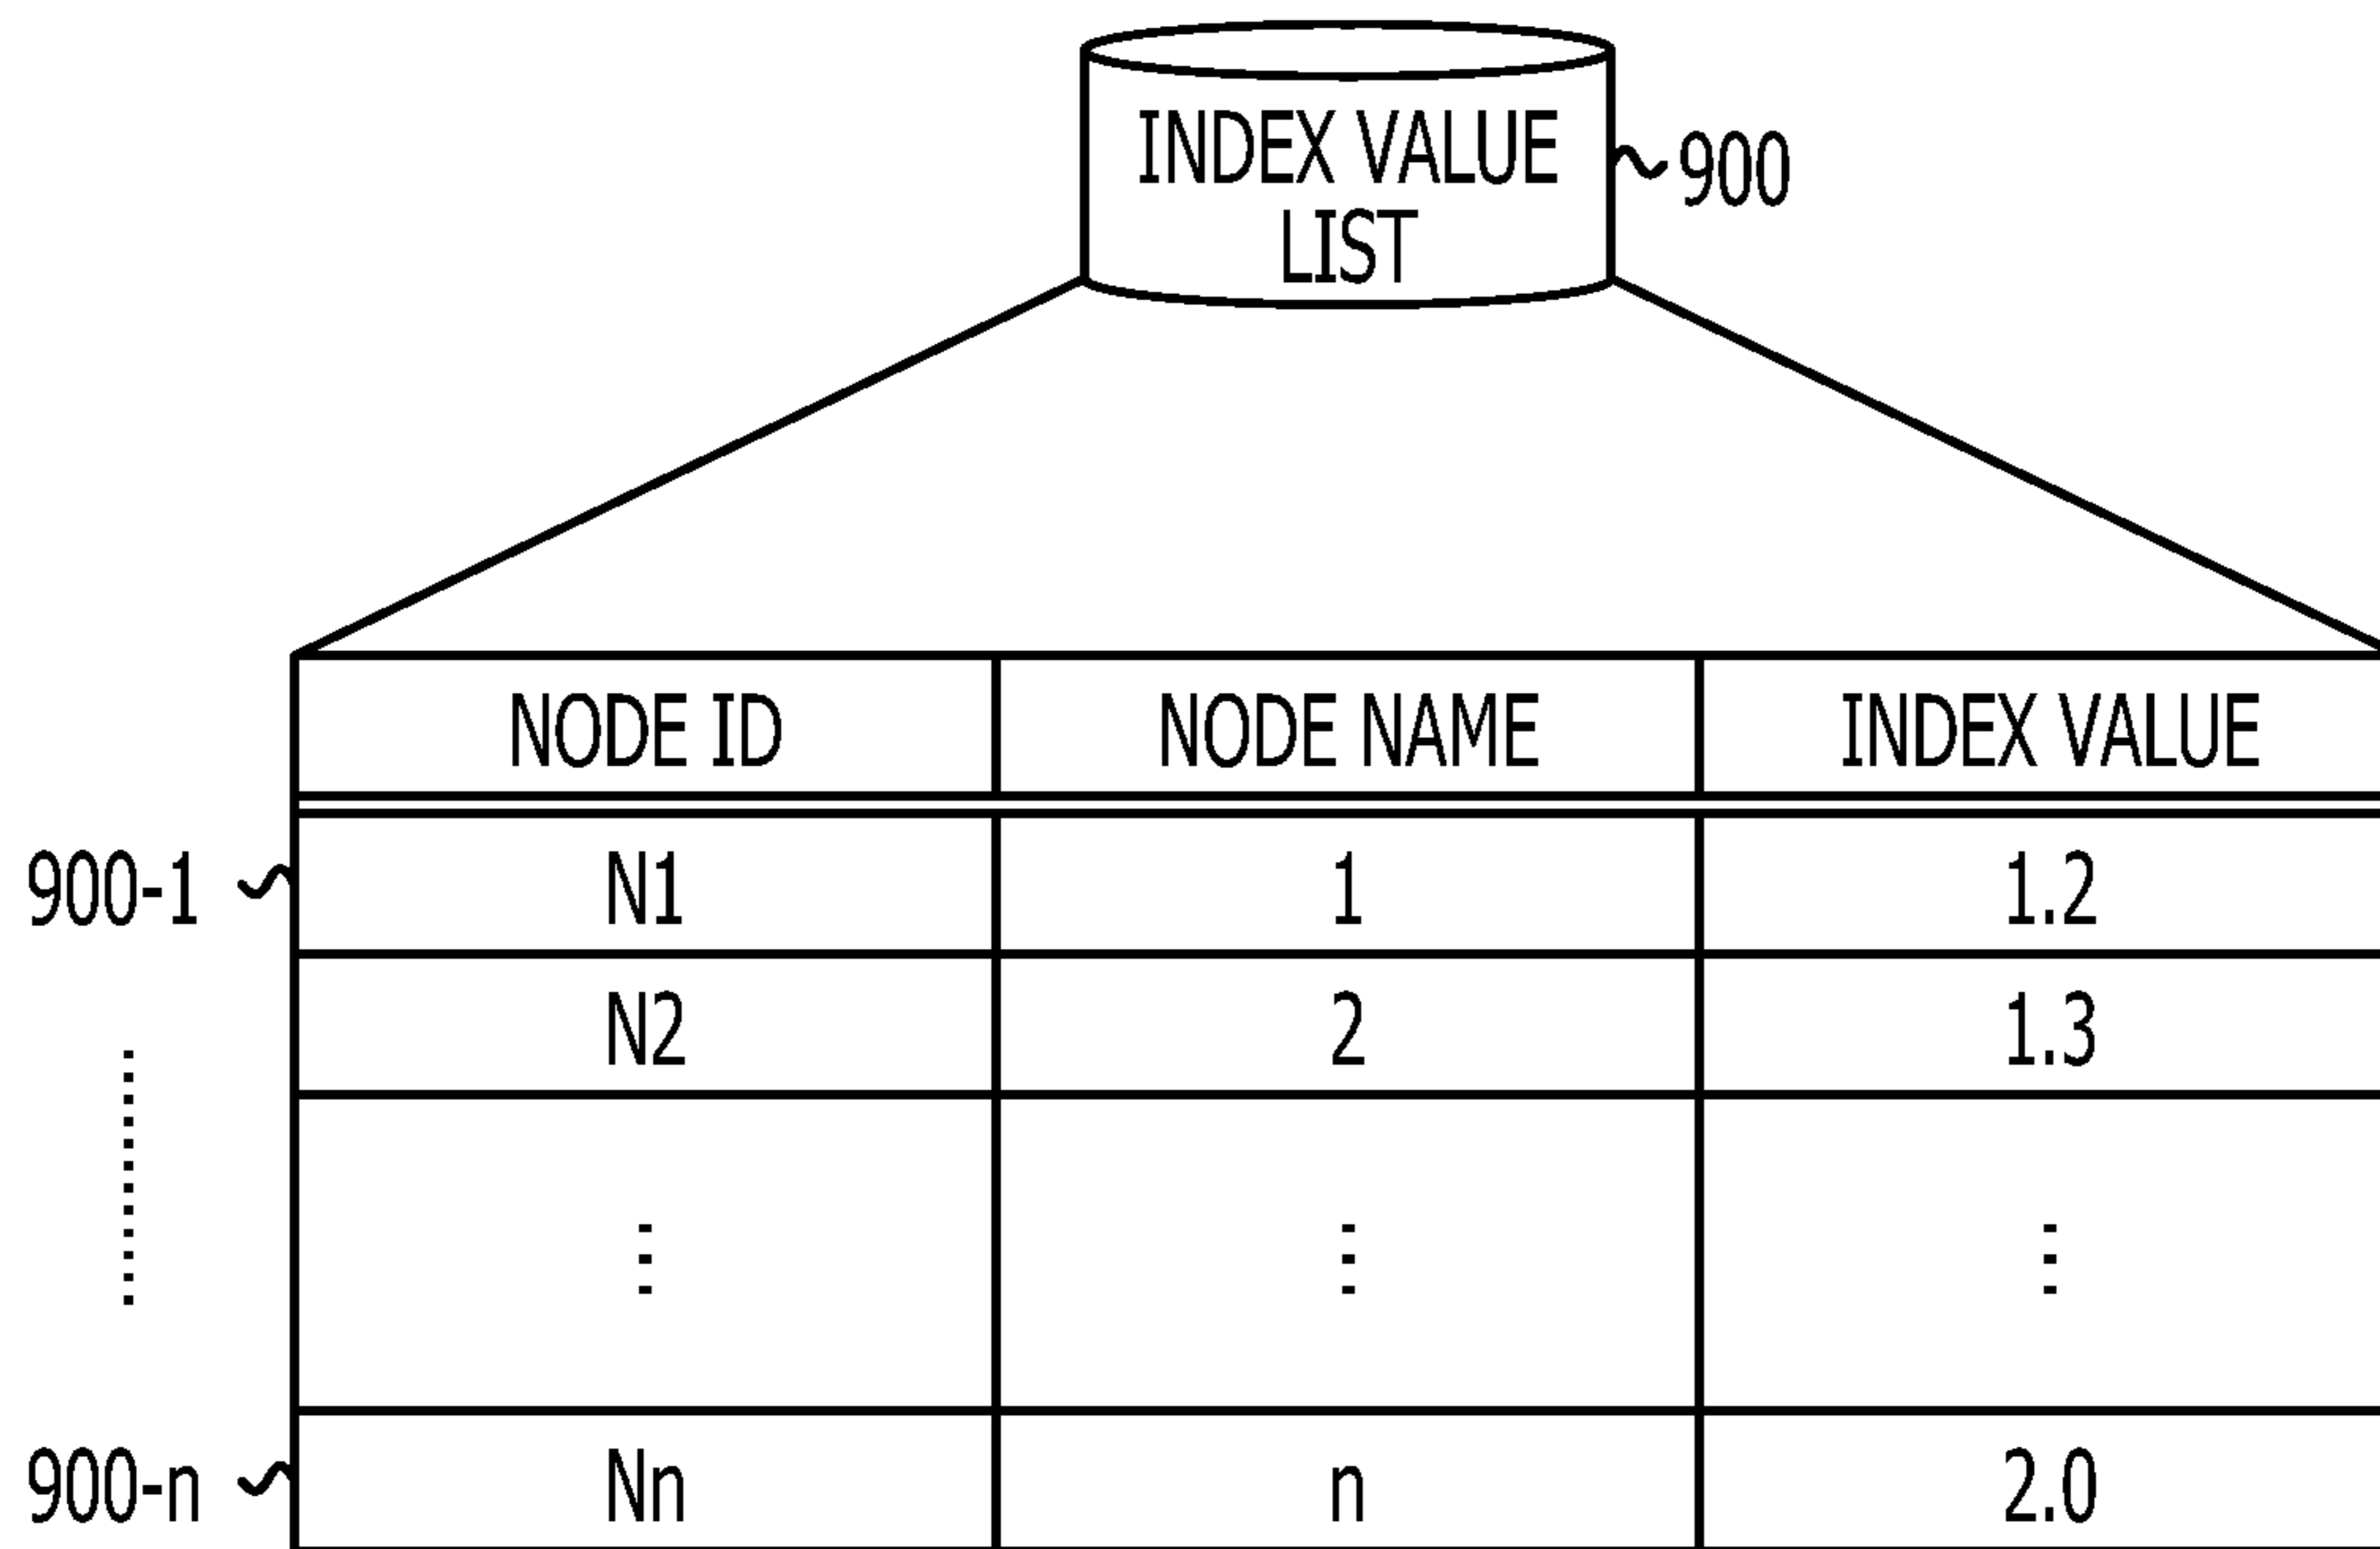 INDEX VALUE
LIST
900
NODE ID NODE NAME INDEX VALUE
900-1 N1 1 1.2
N2 2 1.3
900-n Nn n 2.0